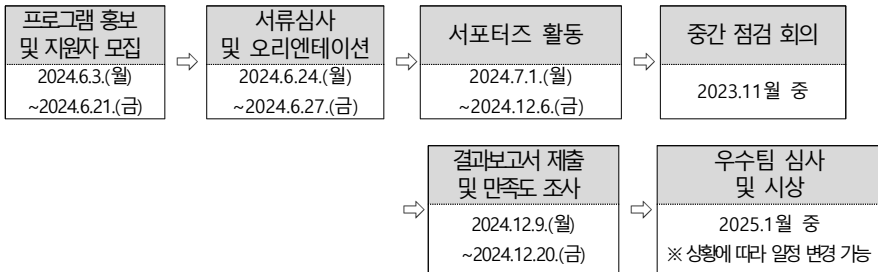 프로그램 홍보
및 지원자 모집
2024.6.3.(월)
~2024.6.21.(금)
⇨
서류심사
및 오리엔테이션
2024.6.24.(월)
~2024.6.27.(금)
⇨
서포터즈 활동
2024.7.1.(월)
~2024.12.6.(금)
⇨
중간 점검 회의
2023.11월 중
⇨
결과보고서 제출
및 만족도 조사
2024.12.9.(월)
~2024.12.20.(금)
⇨
우수팀 심사
및 시상
2025.1월 중
※ 상황에 따라 일정 변경 가능